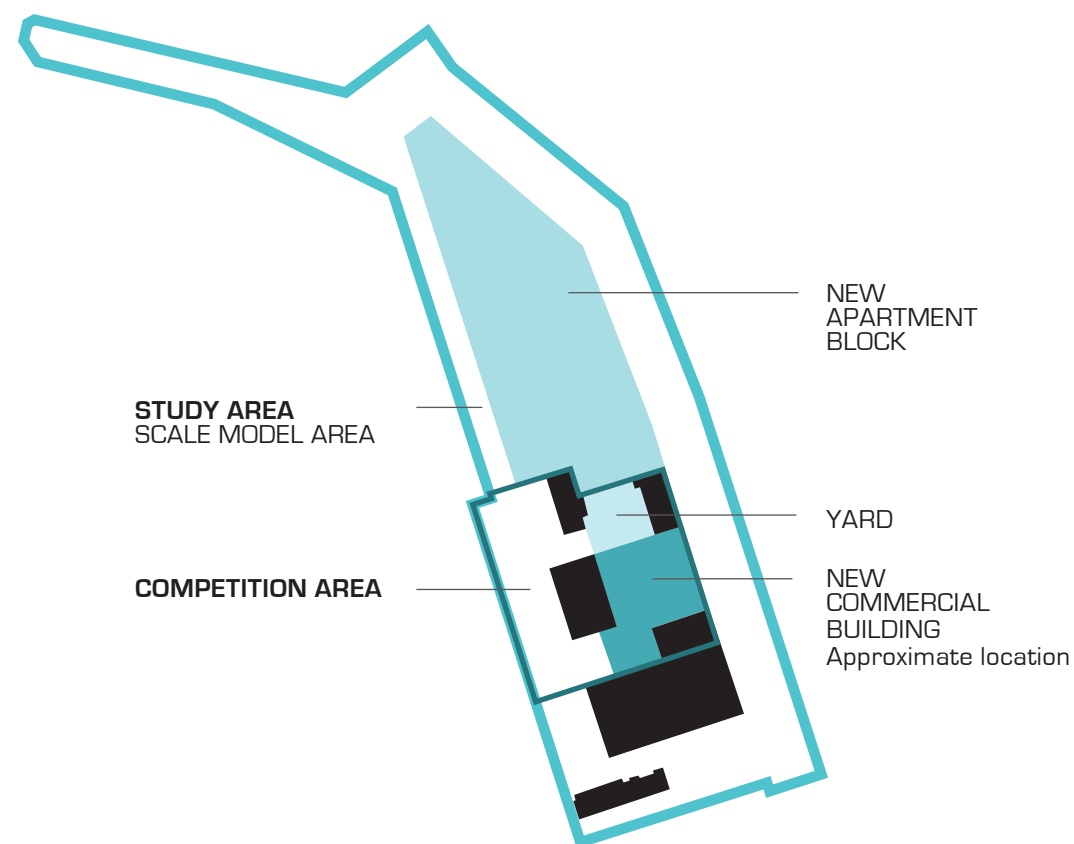 NEW
APARTMENT
BLOCK
STUDY AREA
SCALE MODEL AREA
YARD
COMPETITION AREA
NEW
COMMERCIAL
BUILDING
Approximate location